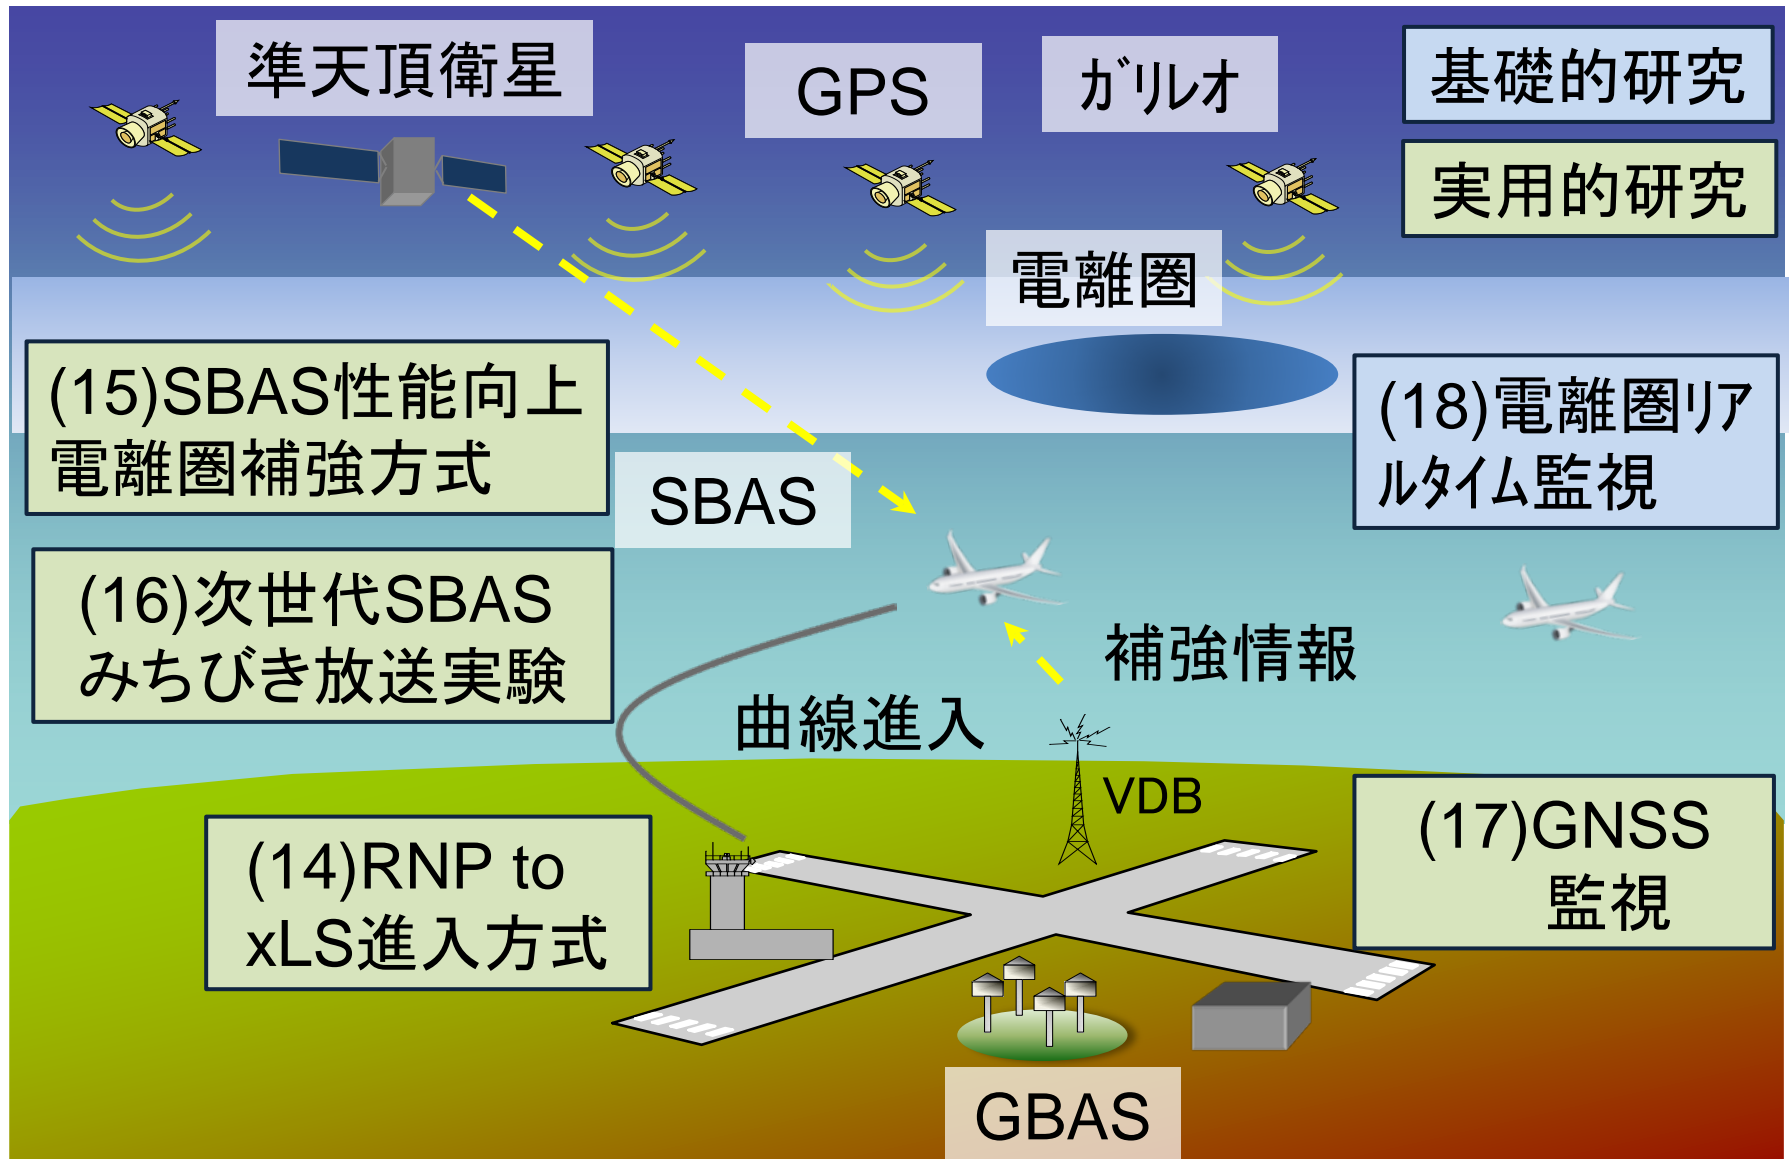 準天頂衛星
GPS
ガリレオ
基礎的研究
実用的研究
電離圏
(15)SBAS性能向上
電離圏補強方式
(18)電離圏リア
ルタイム監視
SBAS
(16)次世代SBAS
みちびき放送実験
補強情報
曲線進入
VDB
(14)RNP to
xLS進入方式
(17)GNSS
監視
GBAS